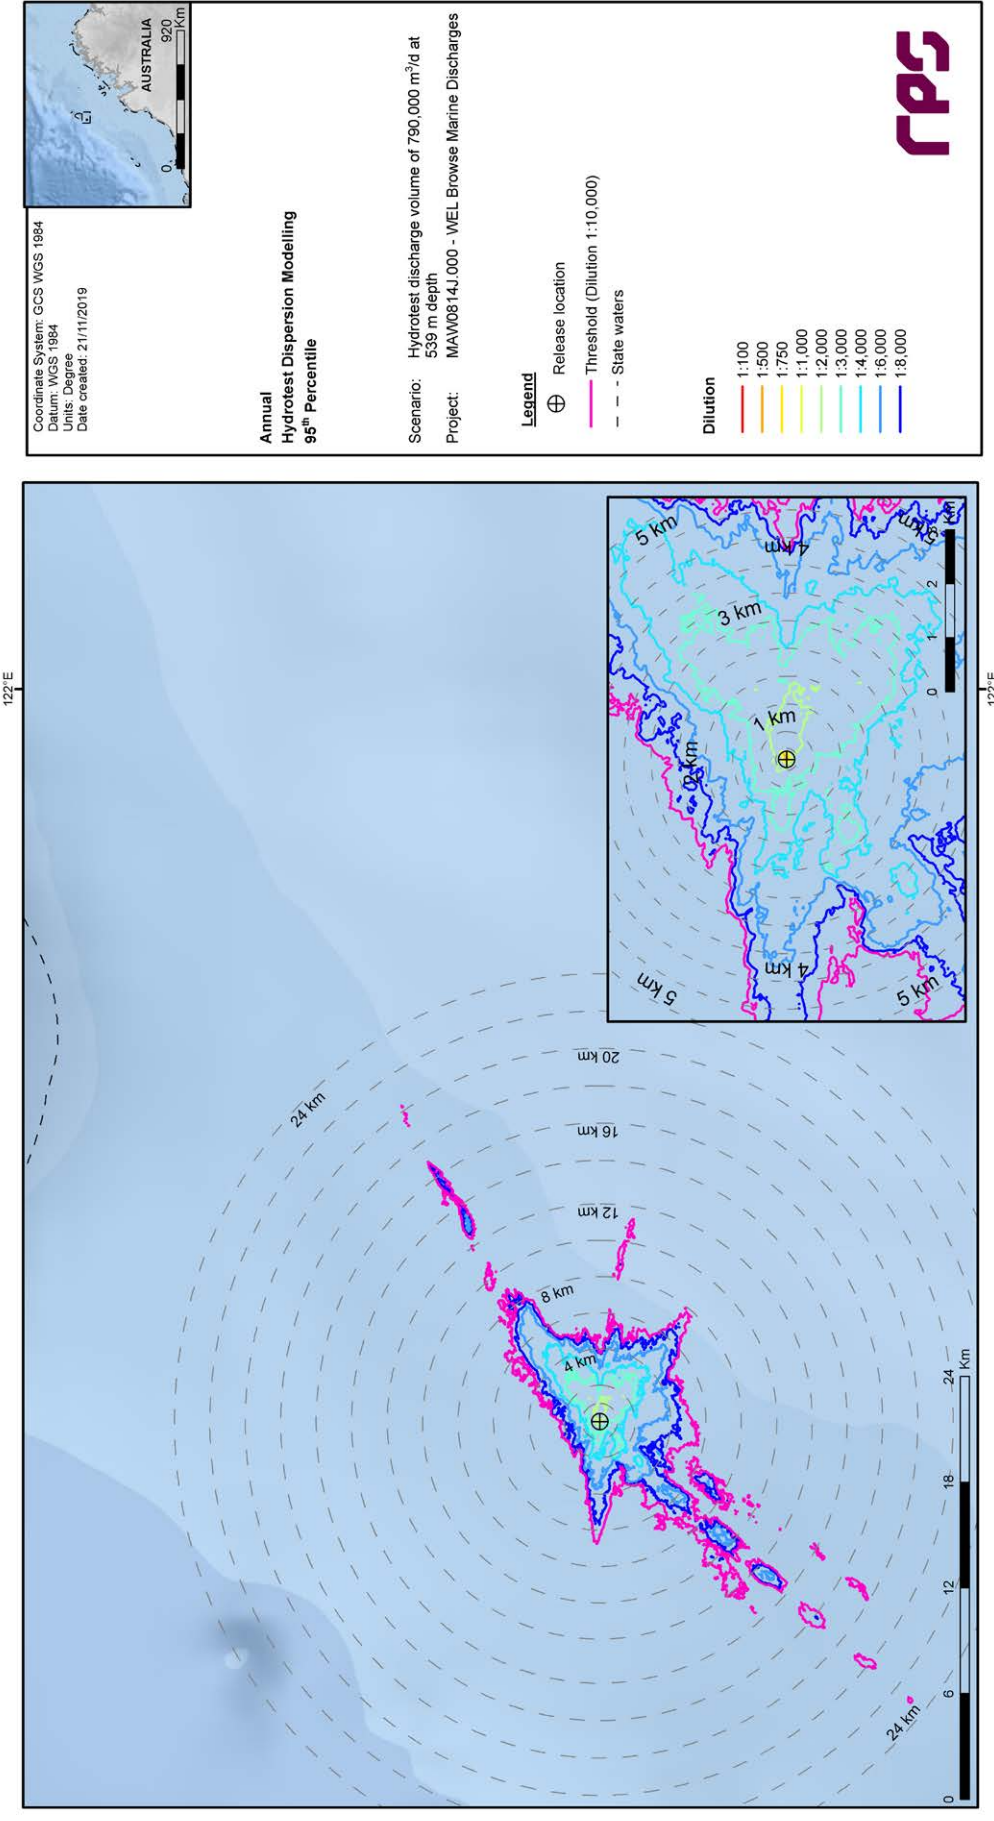 Coordinate System: GCS WGS 1984
Datum: WGS 1984
Units: Degree
Date created: 21/11/2019
AUSTRALIA
0
920
Km
Annual
Hydrotest Dispersion Modelling
95th Percentile
Scenario: Hydrotest discharge volume of 790,000 m³/d at
539 m depth
Project: MAW0814J.000 - WEL Browse Marine Discharges
Legend
Release location
Threshold (Dilution 1:10,000)
State waters
Dilution
1:100
1:500
1:750
1:1,000
1:2,000
1:3,000
1:4,000
1:6,000
1:8,000
rps
122°E
122°E
24 km
20 km
16 km
12 km
8 km
4 km
24 km
0 6 12 18 24
Km
5 km
5 km
4 km
3 km
1 km
2 km
4 km
5 km
5 km
0 1 2
Km